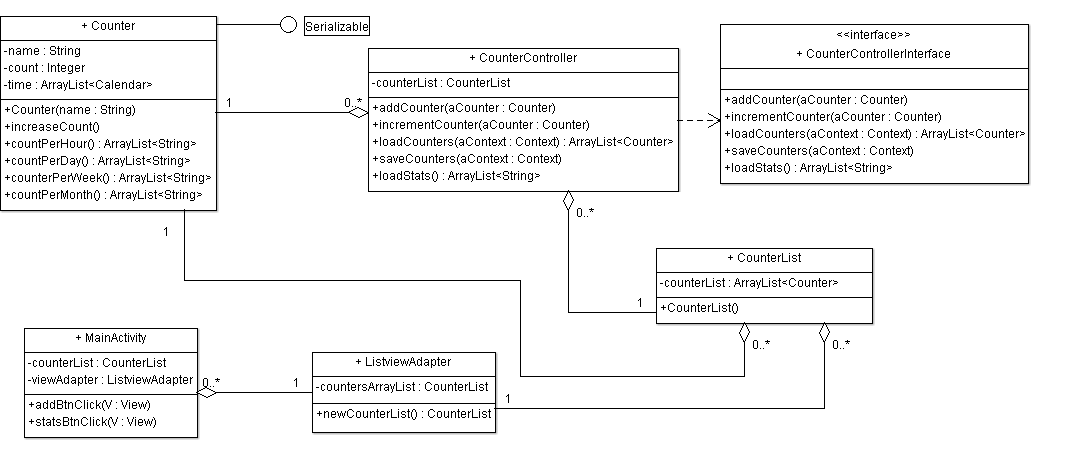 + Counter
-name : String
-count : Integer
-time : ArrayList<Calendar>
+Counter(name : String)
+increaseCount()
+countPerHour() : ArrayList<String>
+countPerDay() : ArrayList<String>
+counterPerWeek() : ArrayList<String>
+countPerMonth() : ArrayList<String>
Serializable
1
0..*
+ CounterController
-counterList : CounterList
+addCounter(aCounter : Counter)
+incrementCounter(aCounter : Counter)
+loadCounters(aContext : Context) : ArrayList<Counter>
+saveCounters(aContext : Context)
+loadStats() : ArrayList<String>
<<interface>>
+ CounterControllerInterface
+addCounter(aCounter : Counter)
+incrementCounter(aCounter : Counter)
+loadCounters(aContext : Context) : ArrayList<Counter>
+saveCounters(aContext : Context)
+loadStats() : ArrayList<String>
0..*
1
1
+ CounterList
-counterList : ArrayList<Counter>
+CounterList()
0..*
0..*
+ MainActivity
-counterList : CounterList
-viewAdapter : ListviewAdapter
+addBtnClick(V : View)
+statsBtnClick(V : View)
0..*
1
+ ListviewAdapter
-countersArrayList : CounterList
+newCounterList() : CounterList
1